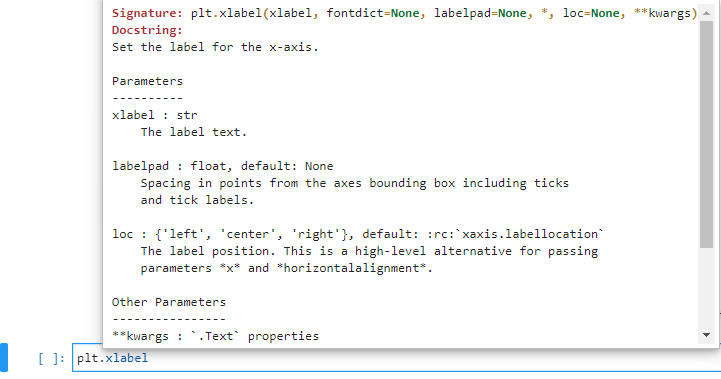 Signature: plt.xlabel(xlabel, fontdict=None, labelpad=None, *, loc=None, **kwargs)
Docstring:
Set the label for the x-axis.
Parameters
----------
xlabel : str
The label text.
labelpad : float, default: None
Spacing in points from the axes bounding box including ticks
and tick labels.
loc : {'left', 'center', 'right'}, default: :rc:`xaxis.labellocation`
The label position. This is a high-level alternative for passing
parameters *x* and *horizontalalignment*.
Other Parameters
----------------
**kwargs : `.Text` properties
[ ]: plt.xlabel